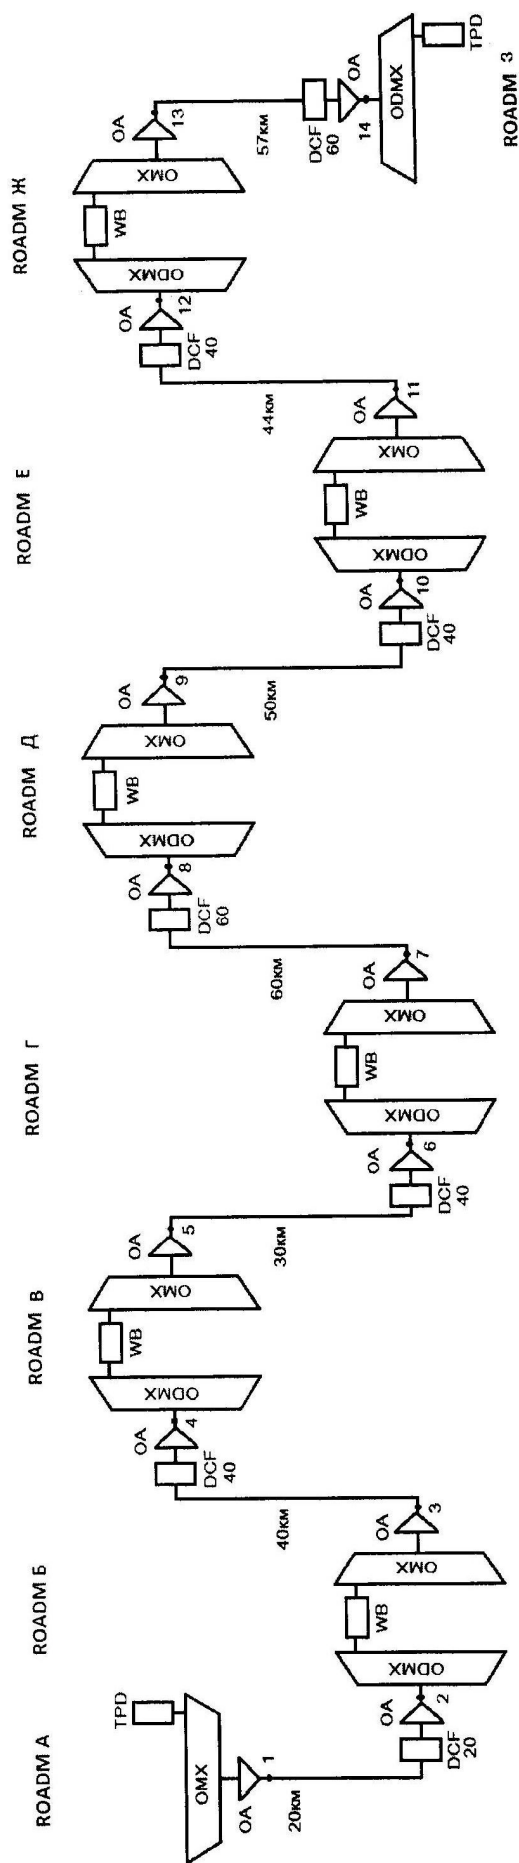 ROADM А
TPD
OMX
OA
1
20км
DCF
20
OA
2
ROADM Б
ODMX
WB
OMX
OA
3
40км
DCF
40
OA
4
ROADM В
ODMX
WB
OMX
OA
5
30км
DCF
40
OA
6
ROADM Г
ODMX
WB
OMX
OA
7
60км
DCF
60
OA
8
ROADM Д
ODMX
WB
OMX
OA
9
50км
DCF
40
OA
10
ROADM Е
ODMX
WB
OMX
OA
11
44км
DCF
40
OA
12
ROADM Ж
ODMX
WB
OMX
OA
13
57км
DCF
60
OA
14
ODMX
TPD
ROADM З